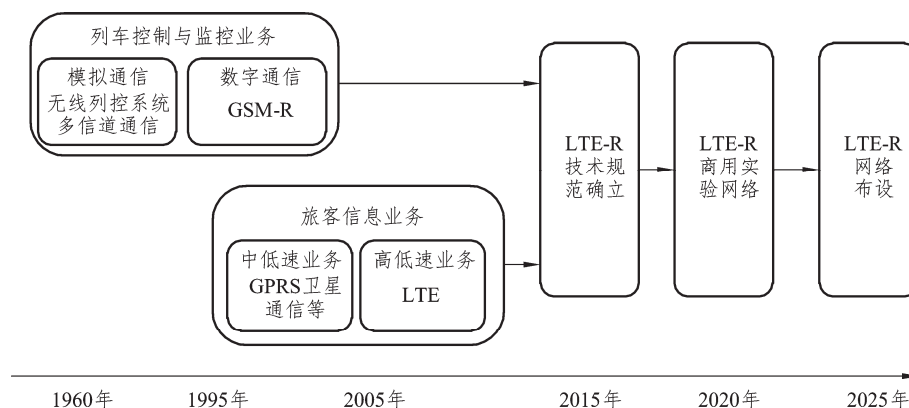 列车控制与监控业务
模拟通信
无线列控系统
多信道通信
数字通信
GSM-R
旅客信息业务
中低速业务
GPRS卫星
通信等
高低速业务
LTE
LTE-R
技术规
范确立
LTE-R
商用实
验网络
LTE-R
网络
布设
1960年
1995年
2005年
2015年
2020年
2025年